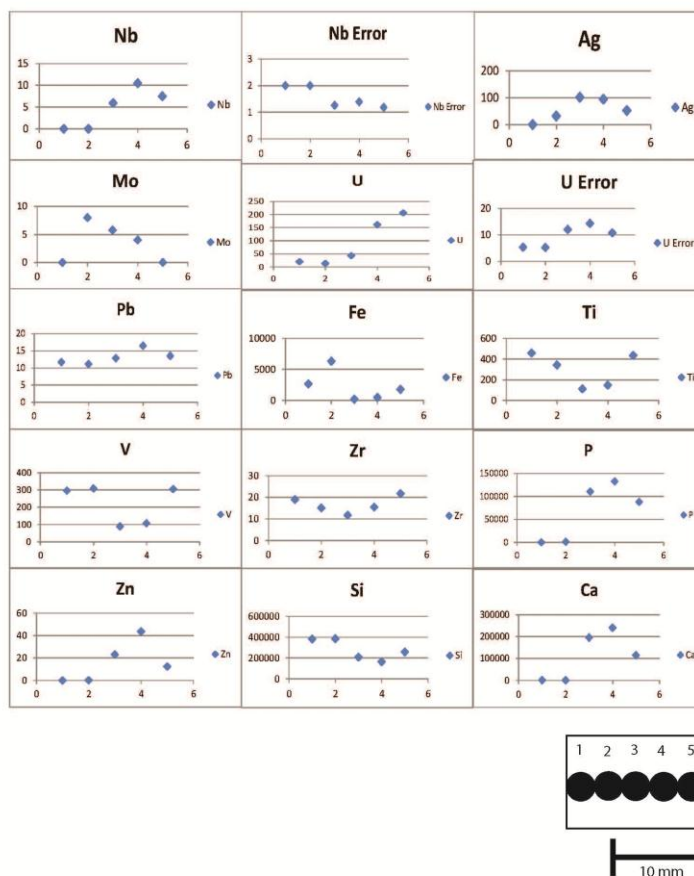 Nb
15
10
5
0
0 2 4 6
Nb
Nb Error
3
2
1
0
0 2 4 6
Nb Error
Ag
200
100
0
0 2 4 6
Ag
Mo
10
5
0
0 2 4 6
Mo
U
250
200
150
100
50
0
0 2 4 6
U
U Error
20
10
0
0 2 4 6
U Error
Pb
20
15
10
5
0
0 2 4 6
Pb
Fe
10000
5000
0
0 2 4 6
Fe
Ti
600
400
200
0
0 2 4 6
Ti
V
400
300
200
100
0
0 2 4 6
V
Zr
30
20
10
0
0 2 4 6
Zr
P
150000
100000
50000
0
0 2 4 6
P
Zn
60
40
20
0
0 2 4 6
Zn
Si
600000
400000
200000
0
0 2 4 6
Si
Ca
300000
200000
100000
0
0 2 4 6
Ca
1 2 3 4 5
10 mm